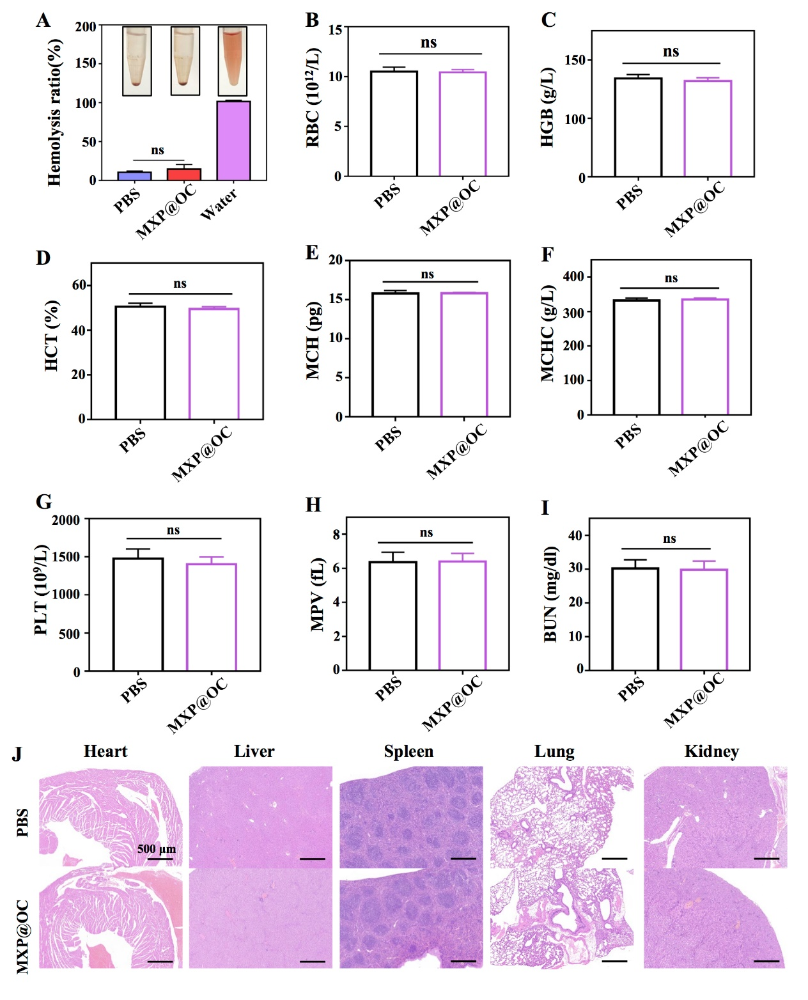 A
Hemolysis ratio(%)
200
150
100
50
0
ns
PBS
MXP@OC
Water
B
RBC (10¹²/L)
15
10
5
0
ns
PBS
MXP@OC
C
HGB (g/L)
150
100
0
ns
PBS
MXP@OC
D
HCT (%)
60
40
20
0
ns
PBS
MXP@OC
E
MCH (pg)
20
15
10
5
0
ns
PBS
MXP@OC
F
MCHC (g/L)
400
300
200
100
0
ns
PBS
MXP@OC
G
PLT (10⁹/L)
2000
1500
1000
500
0
ns
PBS
MXP@OC
H
MPV (fL)
8
6
4
2
0
ns
PBS
MXP@OC
I
BUN (mg/dl)
40
30
20
10
0
ns
PBS
MXP@OC
J
Heart Liver Spleen Lung Kidney
PBS
500 μm
MXP@OC